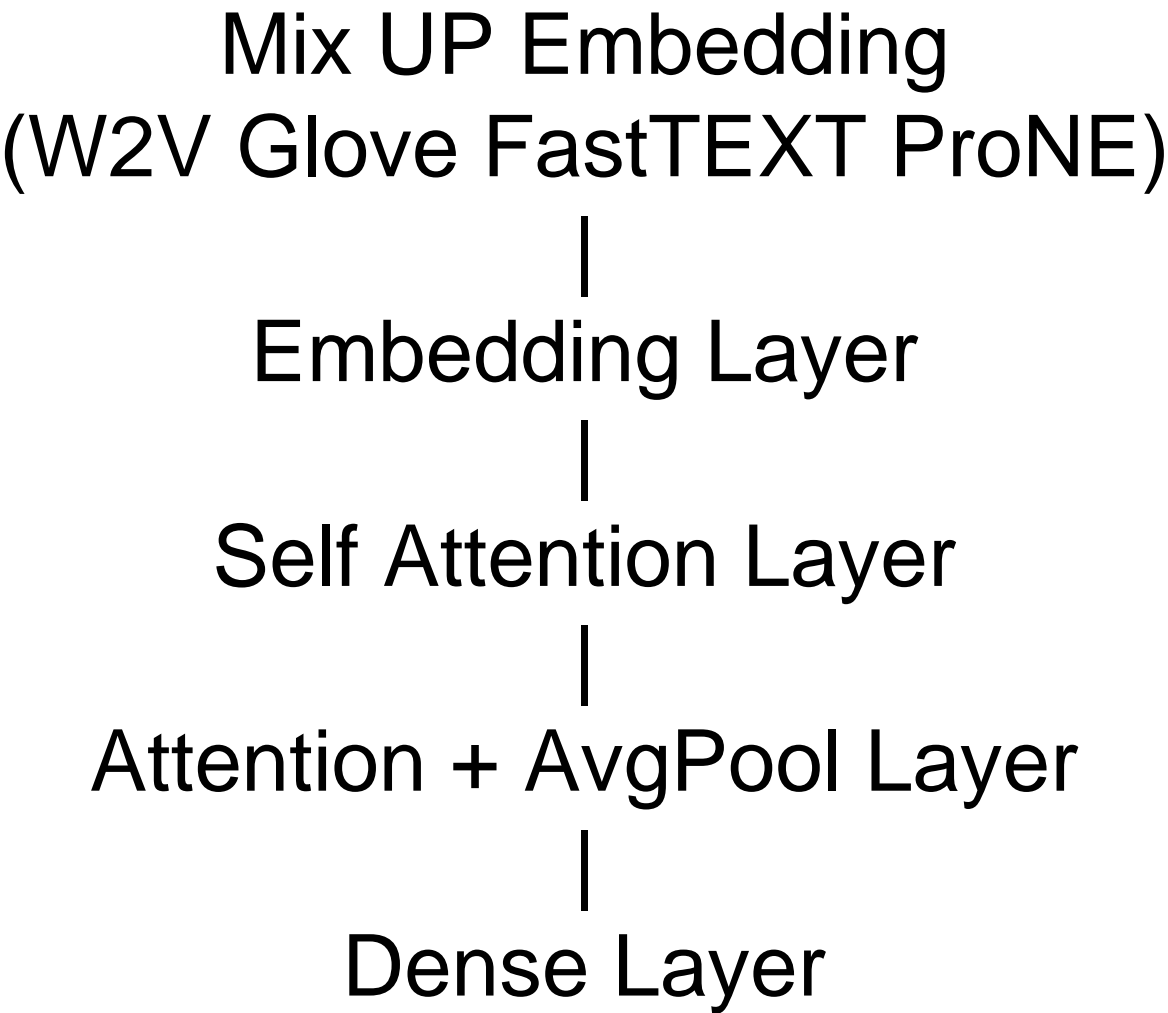 Mix UP Embedding
(W2V Glove FastTEXT ProNE)
Embedding Layer
Self Attention Layer
Attention + AvgPool Layer
Dense Layer